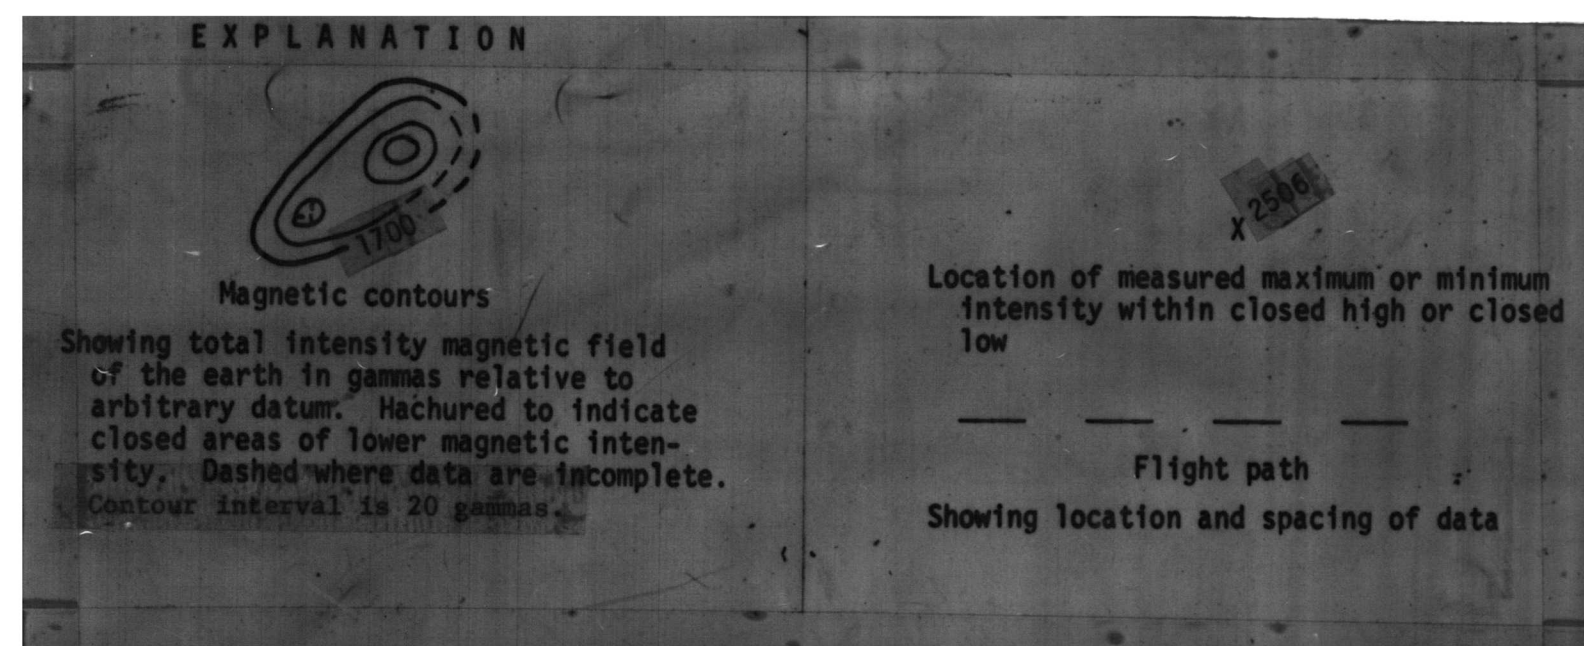 EXPLANATION
1700
Magnetic contours
Showing total intensity magnetic field
of the earth in gammas relative to
arbitrary datum. Hachured to indicate
closed areas of lower magnetic inten-
sity. Dashed where data are incomplete.
Contour interval is 20 gammas.
X 2506
Location of measured maximum or minimum
intensity within closed high or closed
low
Flight path
Showing location and spacing of data